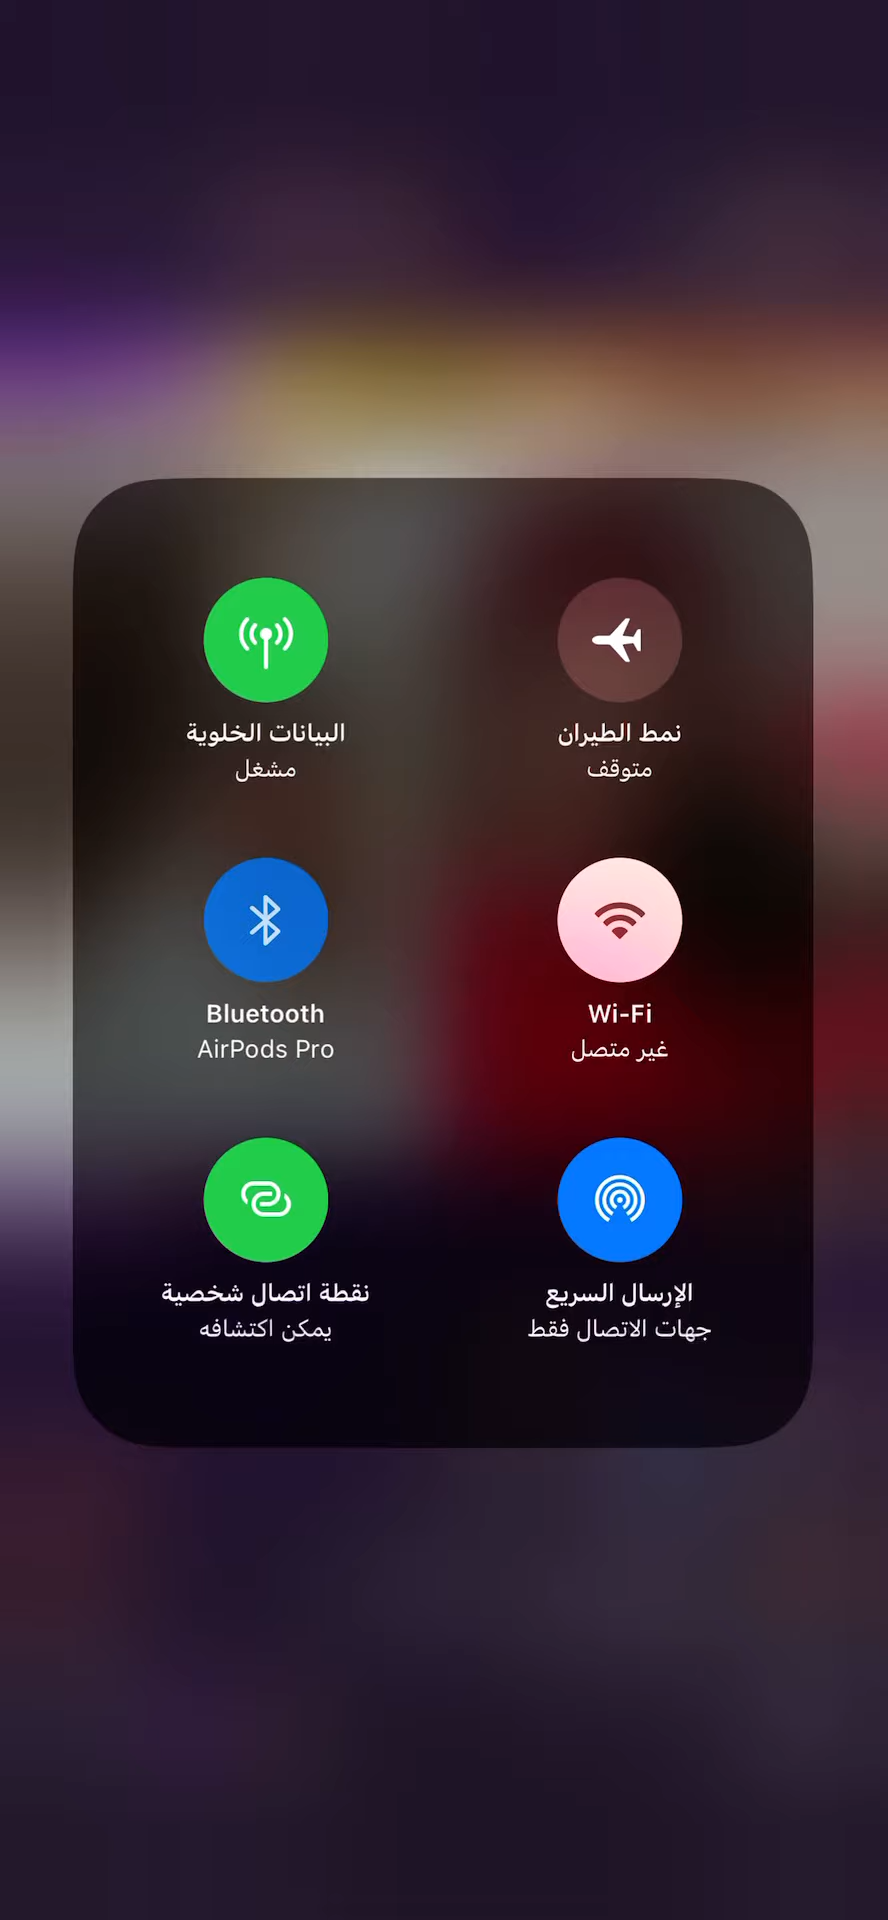 نمط الطيران
متوقف
البيانات الخلوية
مشغل
Wi-Fi
غير متصل
Bluetooth
AirPods Pro
الإرسال السريع
جهات الاتصال فقط
نقطة اتصال شخصية
يمكن اكتشافه